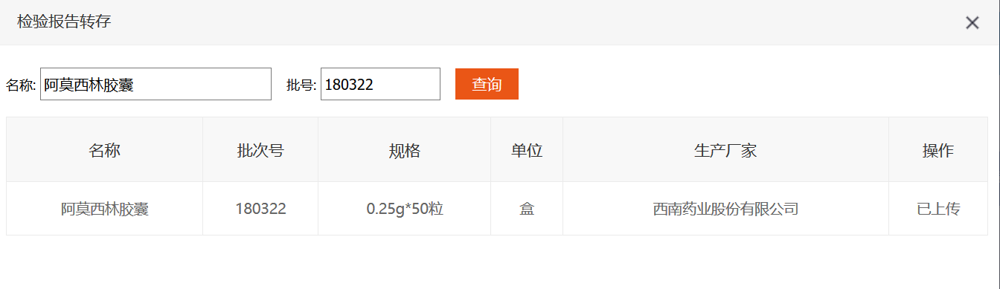 检验报告转存
名称: 阿莫西林胶囊 批号: 180322 查询
名称 批次号 规格 单位 生产厂家 操作
阿莫西林胶囊 180322 0.25g*50粒 盒 西南药业股份有限公司 已上传